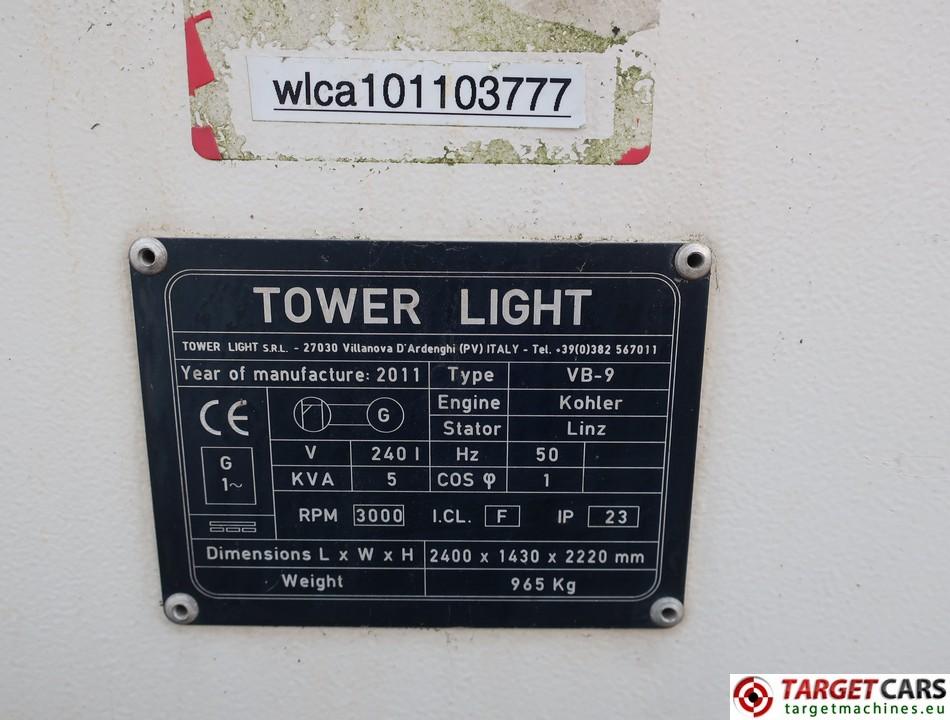 wlca101103777
TOWER LIGHT
TOWER LIGHT S.R.L. - 27030 Villanova D'Ardenghi (PV) ITALY - Tel. +39(0)382 567011
Year of manufacture: 2011 Type VB-9
CE Engine Kohler
G
Stator Linz
V 240 I Hz 50
G
1~
KVA 5 COS φ 1
RPM 3000 I.CL. F IP 23
Dimensions L x W x H 2400 x 1430 x 2220 mm
Weight 965 Kg
TARGETCARS
targetmachines.eu